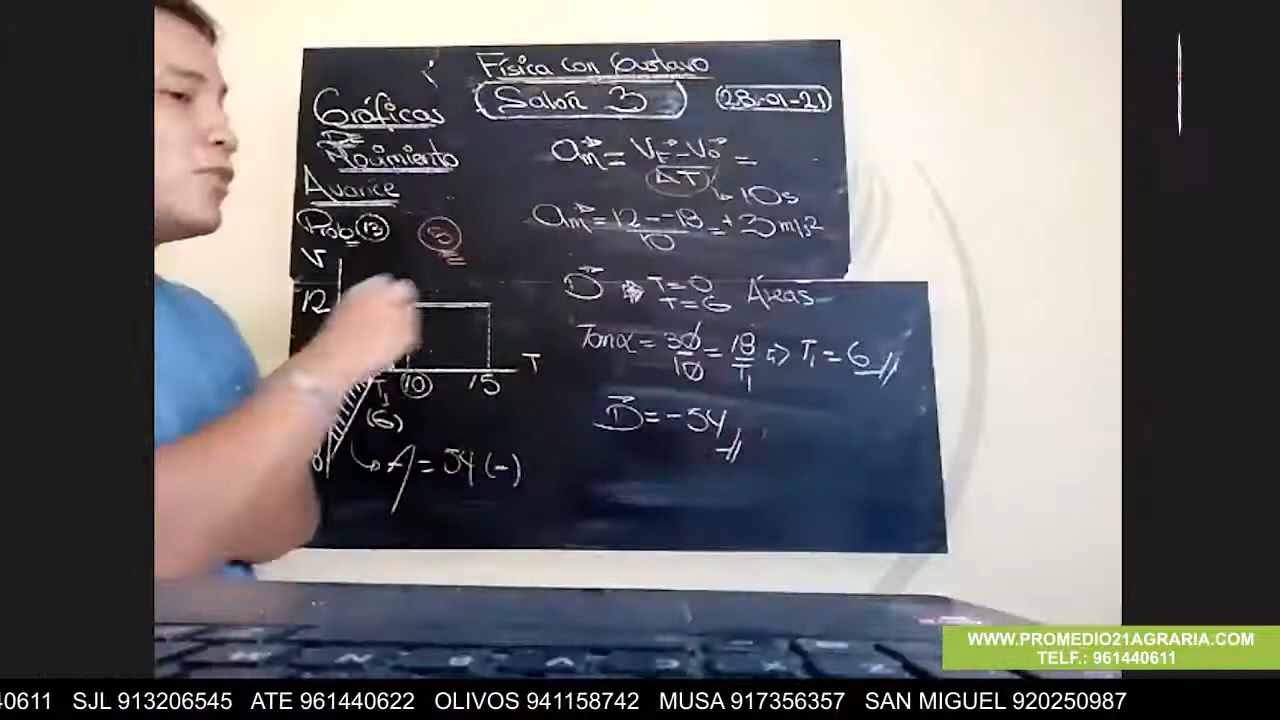 Física con Gustavo
Salón 3
28-01-21
Gráficas
De
Movimiento
Avance
Prob 13
am = VF - Vo =
ΔT
10s
am = 12 - -18 = +3 m/s²
10
V
12
T
T1
10
15
(6)
A = 54 (-)
D T=0
T=6 Áreas
Tanα = 30 = 18 ⇒ T1 = 6
10 T1
D = -54
WWW.PROMEDIO21AGRARIA.COM
TELF.: 961440611
40611 SJL 913206545 ATE 961440622 OLIVOS 941158742 MUSA 917356357 SAN MIGUEL 920250987